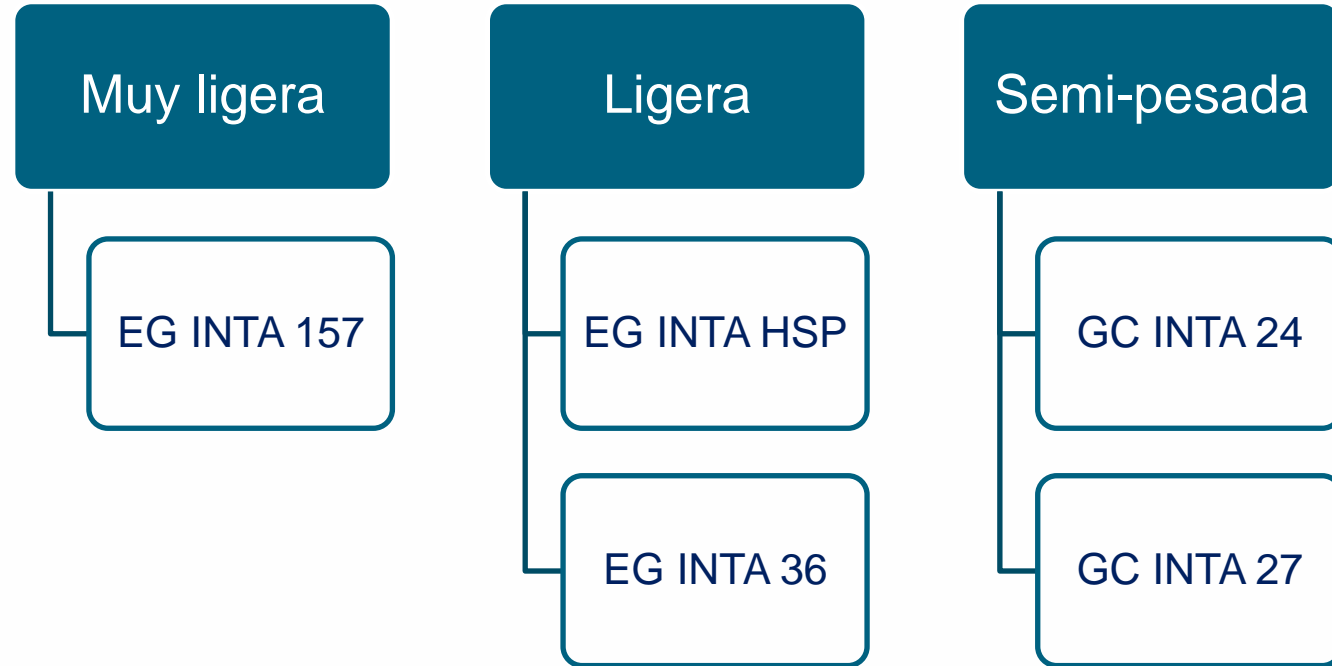 Muy ligera
EG INTA 157
Ligera
EG INTA HSP
EG INTA 36
Semi-pesada
GC INTA 24
GC INTA 27